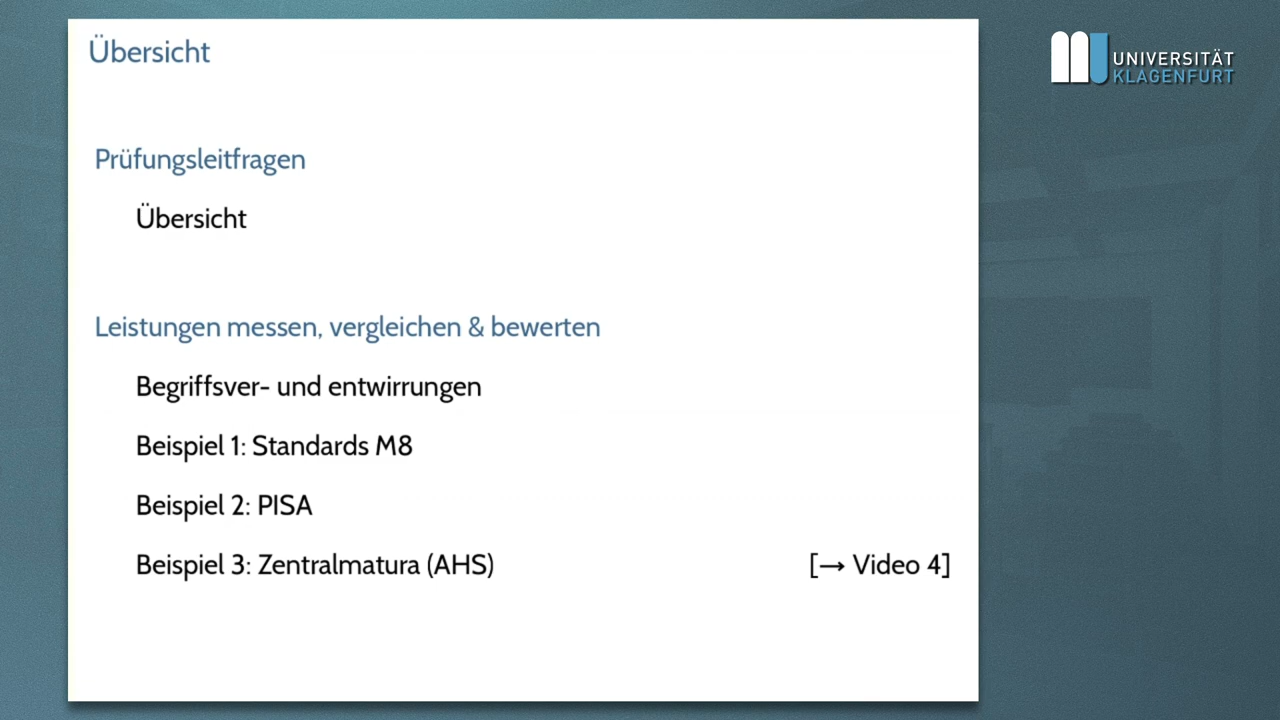 Übersicht
UNIVERSITÄT
KLAGENFURT
Prüfungsleitfragen
Übersicht
Leistungen messen, vergleichen & bewerten
Begriffsver- und entwirrungen
Beispiel 1: Standards M8
Beispiel 2: PISA
Beispiel 3: Zentralmatura (AHS) [→ Video 4]